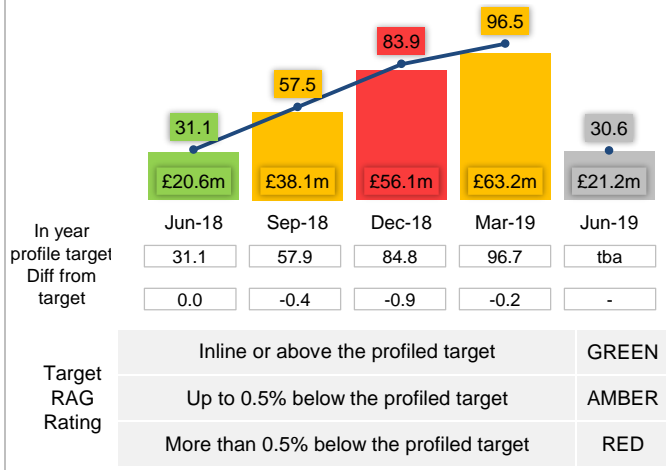 96.5
83.9
57.5
31.1
30.6
£20.6m £38.1m £56.1m £63.2m £21.2m
Jun-18 Sep-18 Dec-18 Mar-19 Jun-19
In year
profile target
31.1 57.9 84.8 96.7 tba
Diff from
target
0.0 -0.4 -0.9 -0.2 -
Target
RAG
Rating
Inline or above the profiled target GREEN
Up to 0.5% below the profiled target AMBER
More than 0.5% below the profiled target RED